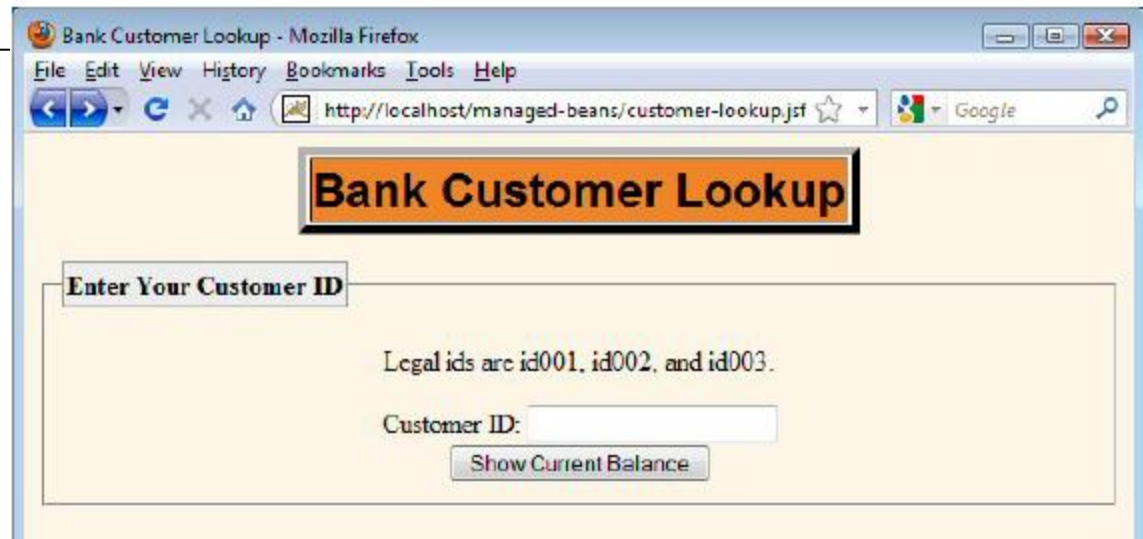 Bank Customer Lookup - Mozilla Firefox
File Edit View History Bookmarks Tools Help
http://localhost/managed-beans/customer-lookup.jsf Google
Bank Customer Lookup
Enter Your Customer ID
Legal ids are id001, id002, and id003.
Customer ID:
Show Current Balance